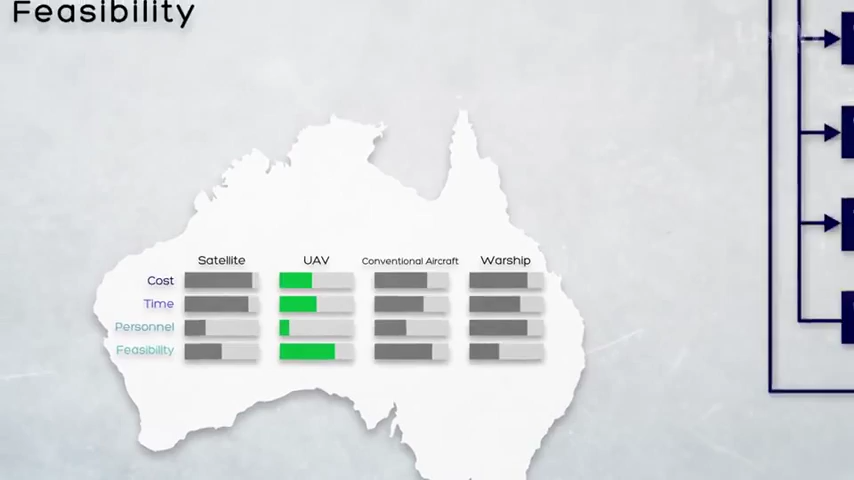 Feasibility
Satellite UAV Conventional Aircraft Warship
Cost
Time
Personnel
Feasibility